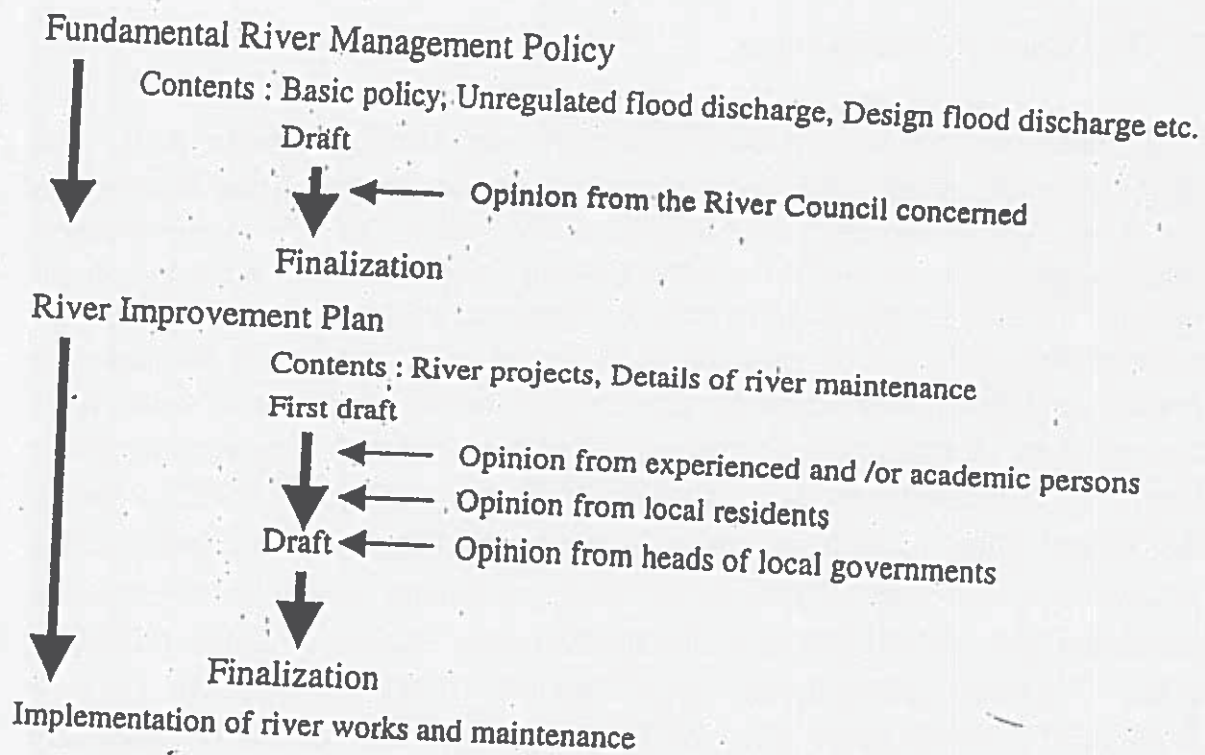 Fundamental River Management Policy
Contents : Basic policy, Unregulated flood discharge, Design flood discharge etc.
Draft
Opinion from the River Council concerned
Finalization
River Improvement Plan
Contents : River projects, Details of river maintenance
First draft
Opinion from experienced and /or academic persons
Opinion from local residents
Draft
Opinion from heads of local governments
Finalization
Implementation of river works and maintenance